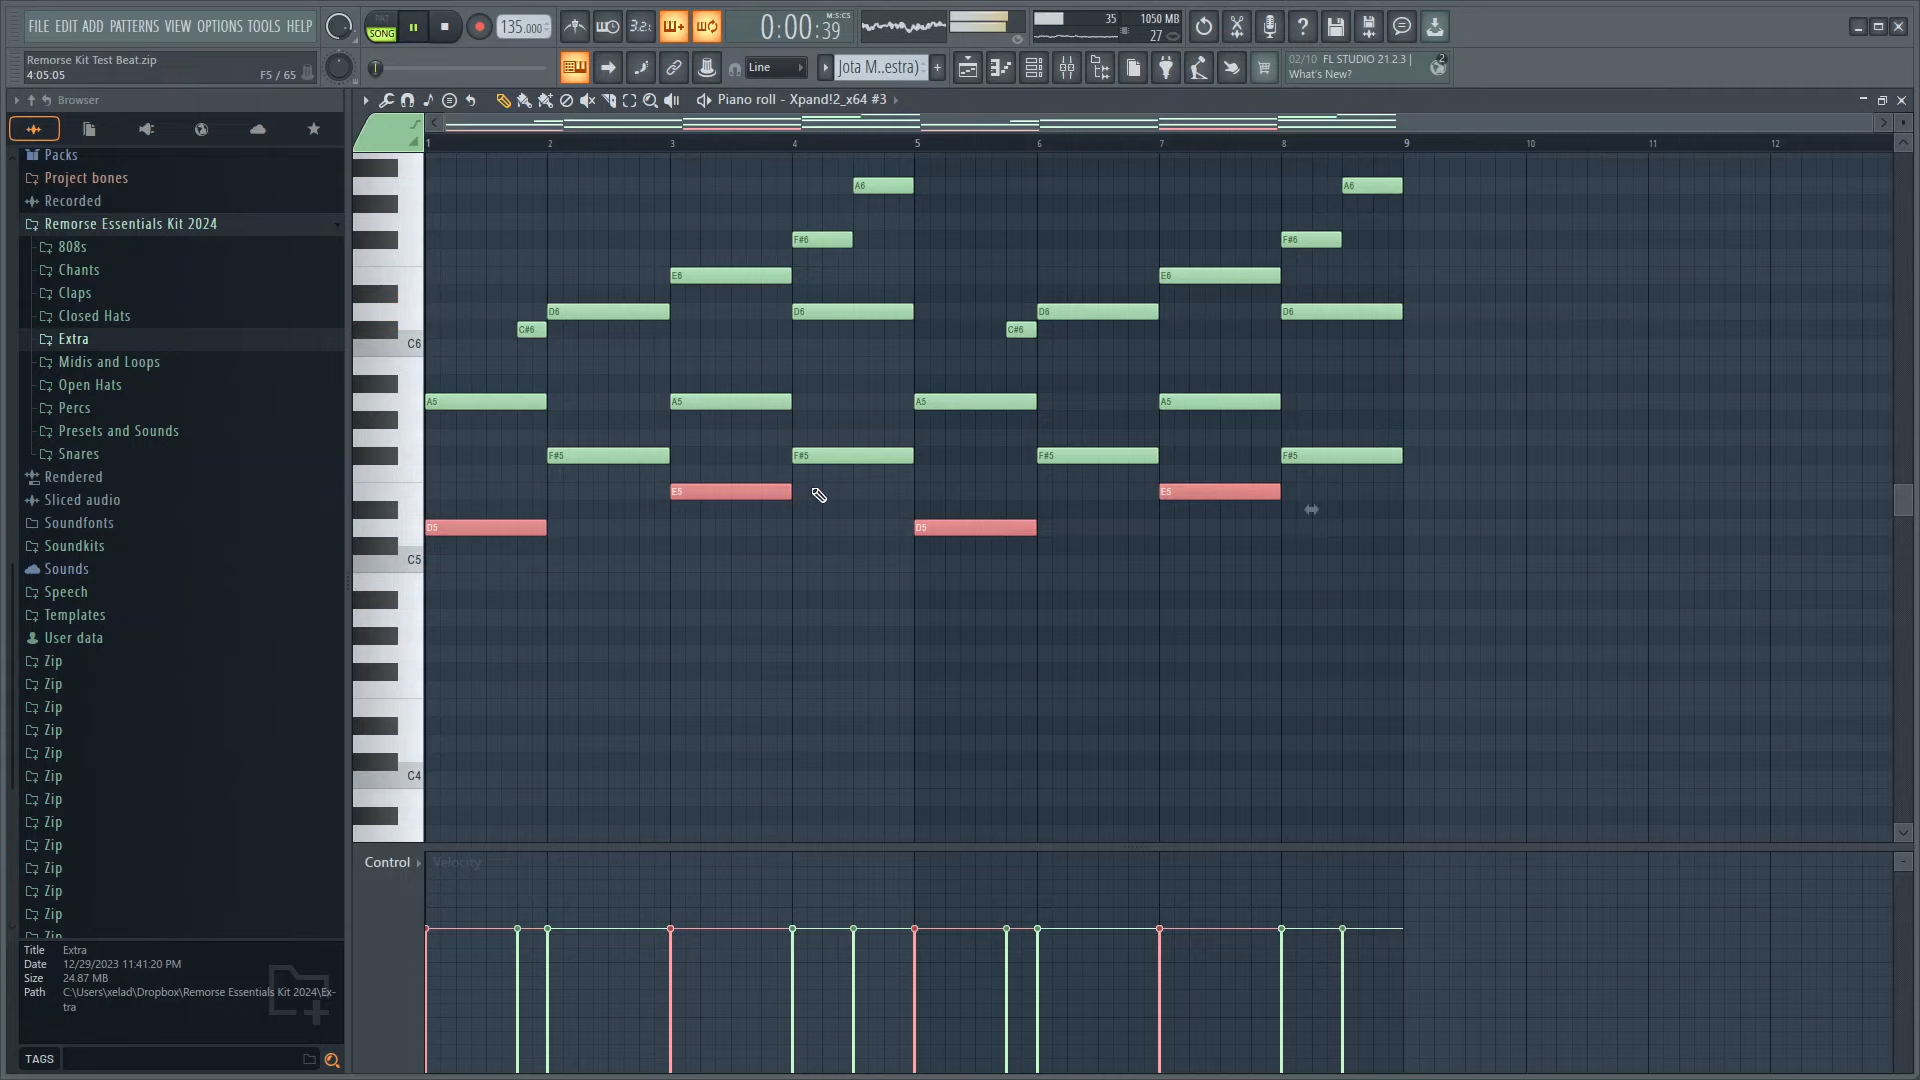 FILE EDIT ADD PATTERNS VIEW OPTIONS TOOLS HELP
PAT
SONG
135.000
3.2.
0:00:39
M:S:CS
35
1050 MB
27
Remorse Kit Test Beat.zip
4:05:05
F5 / 65
Line
Jota M..estra)
02/10 FL STUDIO 21.2.3 |
What's New?
2
Browser
Piano roll - Xpand!2_x64 #3
1 2 3 4 5 6 7 8 9 10 11 12
Packs
Project bones
Recorded
Remorse Essentials Kit 2024
808s
Chants
Claps
Closed Hats
Extra
Midis and Loops
Open Hats
Percs
Presets and Sounds
Snares
Rendered
Sliced audio
Soundfonts
Soundkits
Sounds
Speech
Templates
User data
Zip
Zip
Zip
Zip
Zip
Zip
Zip
Zip
Zip
Zip
Zip
Zip
Zip
A6 A6
F#6 F#6
E6 E6
D6 D6 D6 D6
C#6 C#6
C6
A5 A5 A5 A5
F#5 F#5 F#5 F#5
E5 E5
D5 D5
C5
C4
Control
Velocity
Title Extra
Date 12/29/2023 11:41:20 PM
Size 24.87 MB
Path C:\Users\xelad\Dropbox\Remorse Essentials Kit 2024\Ex-
tra
TAGS